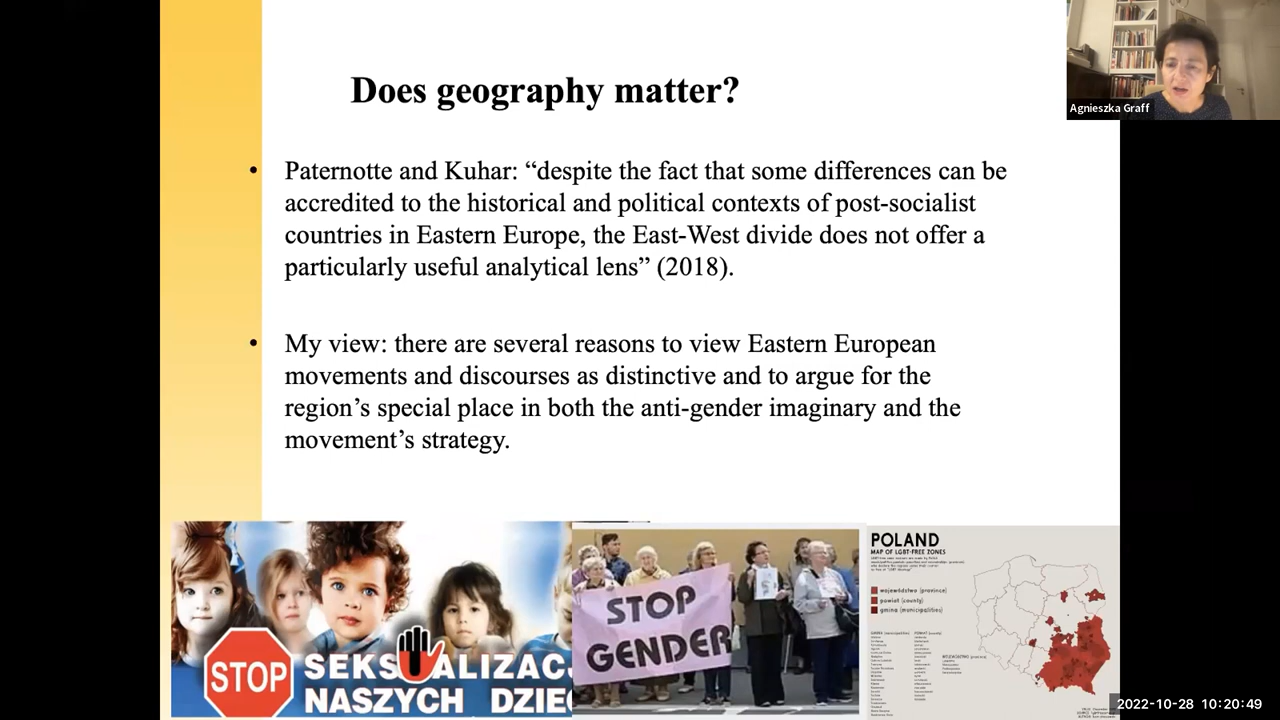 Does geography matter?
Agnieszka Graff
• Paternotte and Kuhar: “despite the fact that some differences can be
accredited to the historical and political contexts of post-socialist
countries in Eastern Europe, the East-West divide does not offer a
particularly useful analytical lens” (2018).
• My view: there are several reasons to view Eastern European
movements and discourses as distinctive and to argue for the
region’s special place in both the anti-gender imaginary and the
movement’s strategy.
STOP
NASZYCH DZIEC
STOP
GENDER
POLAND
MAP OF LGBT-FREE ZONES
województwo (province)
powiat (county)
gmina (municipalities)
2022-10-28 10:20:49